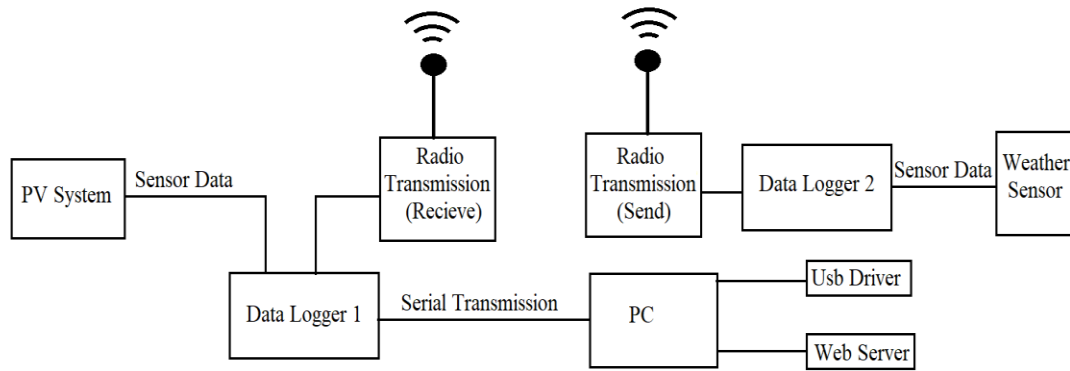 PV System
Sensor Data
Radio
Transmission
(Recieve)
Radio
Transmission
(Send)
Data Logger 2
Sensor Data
Weather
Sensor
Data Logger 1
Serial Transmission
PC
Usb Driver
Web Server